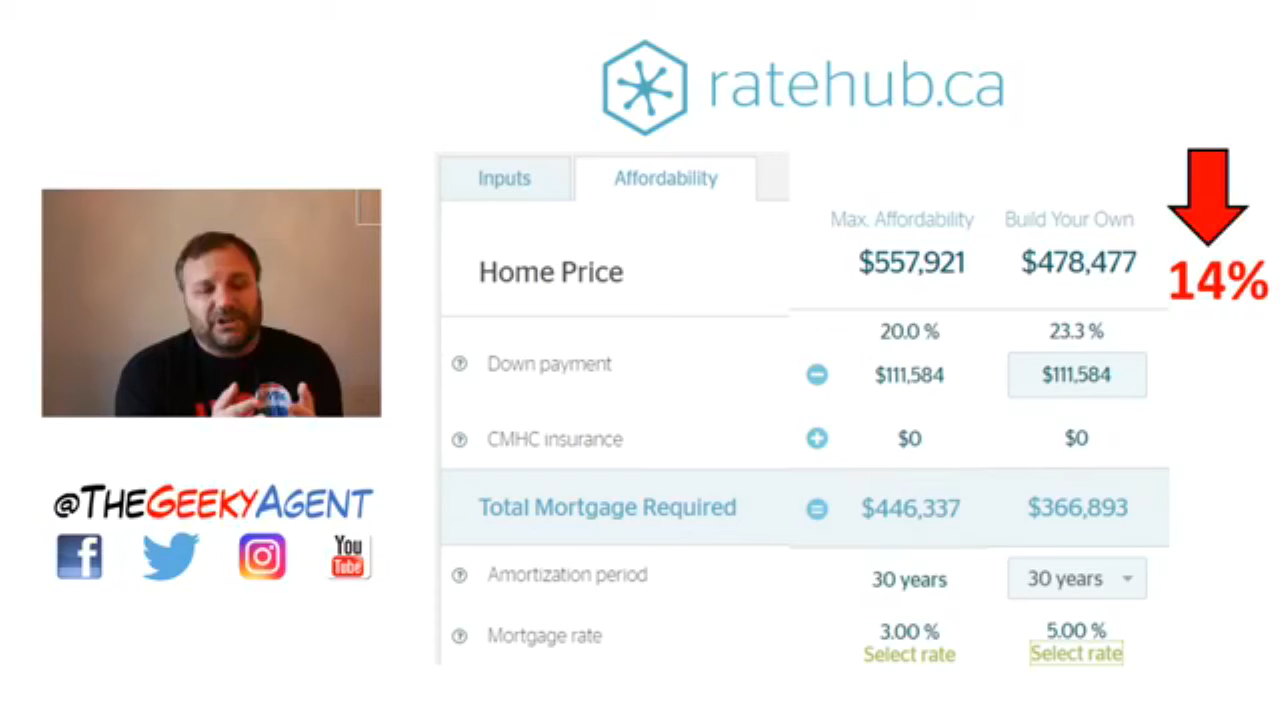 ratehub.ca
Inputs
Affordability
Max. Affordability
Build Your Own
Home Price
$557,921
$478,477
14%
20.0 %
23.3 %
Down payment
$111,584
$111,584
CMHC insurance
$0
$0
Total Mortgage Required
$446,337
$366,893
Amortization period
30 years
30 years
Mortgage rate
3.00 %
5.00 %
Select rate
Select rate
@THEGEEKYAGENT
You
Tube